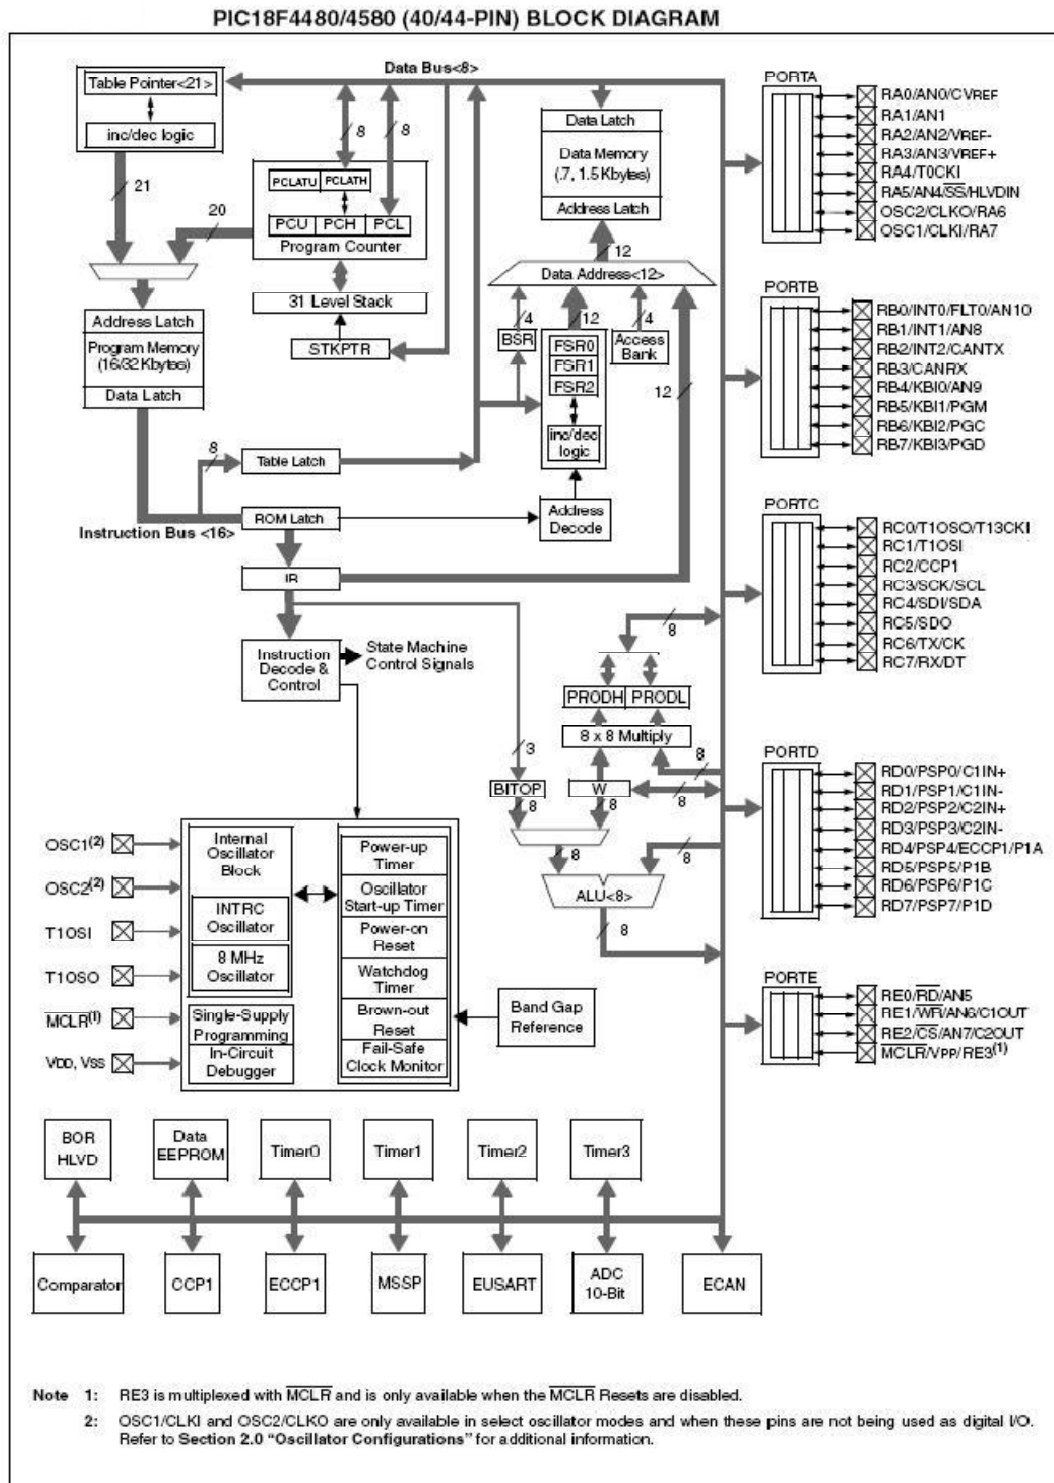 PIC18F4480/4580 (40/44-PIN) BLOCK DIAGRAM
Data Bus<8>
Table Pointer<21>
inc/dec logic
21
20
8
8
PCLATU PCLATH
PCU PCH PCL
Program Counter
31 Level Stack
STKPTR
Data Latch
Data Memory
(.7, 1.5 Kbytes)
Address Latch
12
Data Address<12>
4
12
4
BSR
FSR0
FSR1
FSR2
inc/dec
logic
Access
Bank
12
Address
Decode
Address Latch
Program Memory
(16/32 Kbytes)
Data Latch
8
Table Latch
ROM Latch
Instruction Bus <16>
IR
Instruction
Decode &
Control
State Machine
Control Signals
8
PRODH PRODL
8 x 8 Multiply
3
8
BITOP
W
8
8
8
8
8
ALU<8>
8
OSC1(2)
OSC2(2)
T1OSI
T1OSO
MCLR(1)
VDD, VSS
Internal
Oscillator
Block
INTRC
Oscillator
8 MHz
Oscillator
Single-Supply
Programming
In-Circuit
Debugger
Power-up
Timer
Oscillator
Start-up Timer
Power-on
Reset
Watchdog
Timer
Brown-out
Reset
Fail-Safe
Clock Monitor
Band Gap
Reference
PORTA
RA0/AN0/CVREF
RA1/AN1
RA2/AN2/VREF-
RA3/AN3/VREF+
RA4/T0CKI
RA5/AN4/SS/HLVDIN
OSC2/CLKO/RA6
OSC1/CLKI/RA7
PORTB
RB0/INT0/FLT0/AN10
RB1/INT1/AN8
RB2/INT2/CANTX
RB3/CANRX
RB4/KBI0/AN9
RB5/KBI1/PGM
RB6/KBI2/PGC
RB7/KBI3/PGD
PORTC
RC0/T1OSO/T13CKI
RC1/T1OSI
RC2/CCP1
RC3/SCK/SCL
RC4/SDI/SDA
RC5/SDO
RC6/TX/CK
RC7/RX/DT
PORTD
RD0/PSP0/C1IN+
RD1/PSP1/C1IN-
RD2/PSP2/C2IN+
RD3/PSP3/C2IN-
RD4/PSP4/ECCP1/P1A
RD5/PSP5/P1B
RD6/PSP6/P1C
RD7/PSP7/P1D
PORTE
RE0/RD/AN5
RE1/WR/AN6/C1OUT
RE2/CS/AN7/C2OUT
MCLR/VPP/RE3(1)
BOR
HLVD
Data
EEPROM
Timer0
Timer1
Timer2
Timer3
Comparator
CCP1
ECCP1
MSSP
EUSART
ADC
10-Bit
ECAN
Note 1: RE3 is multiplexed with MCLR and is only available when the MCLR Resets are disabled.
2: OSC1/CLKI and OSC2/CLKO are only available in select oscillator modes and when these pins are not being used as digital I/O.
Refer to Section 2.0 “Oscillator Configurations” for additional information.